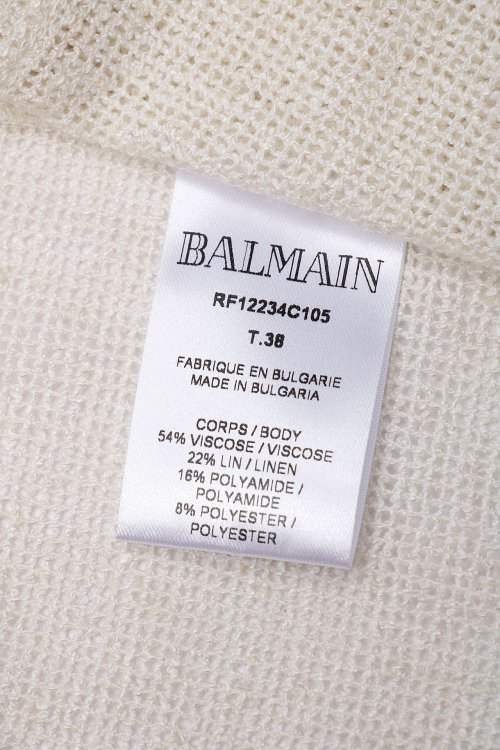 BALMAIN
RF12234C105
T.38
FABRIQUE EN BULGARIE
MADE IN BULGARIA
CORPS / BODY
54% VISCOSE / VISCOSE
22% LIN / LINEN
16% POLYAMIDE /
POLYAMIDE
8% POLYESTER /
POLYESTER